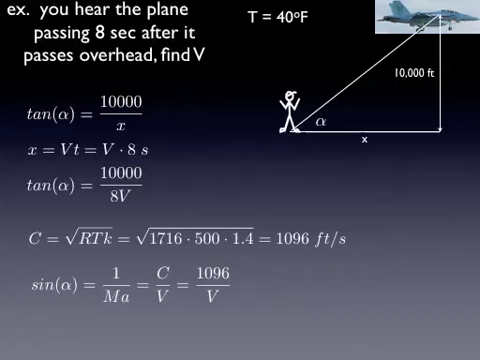 ex. you hear the plane
passing 8 sec after it
passes overhead, find V
T = 40°F
10,000 ft
α
x
tan(α) = 10000/x
x = Vt = V · 8 s
tan(α) = 10000/8V
C = √RTk = √1716 · 500 · 1.4 = 1096 ft/s
sin(α) = 1/Ma = C/V = 1096/V